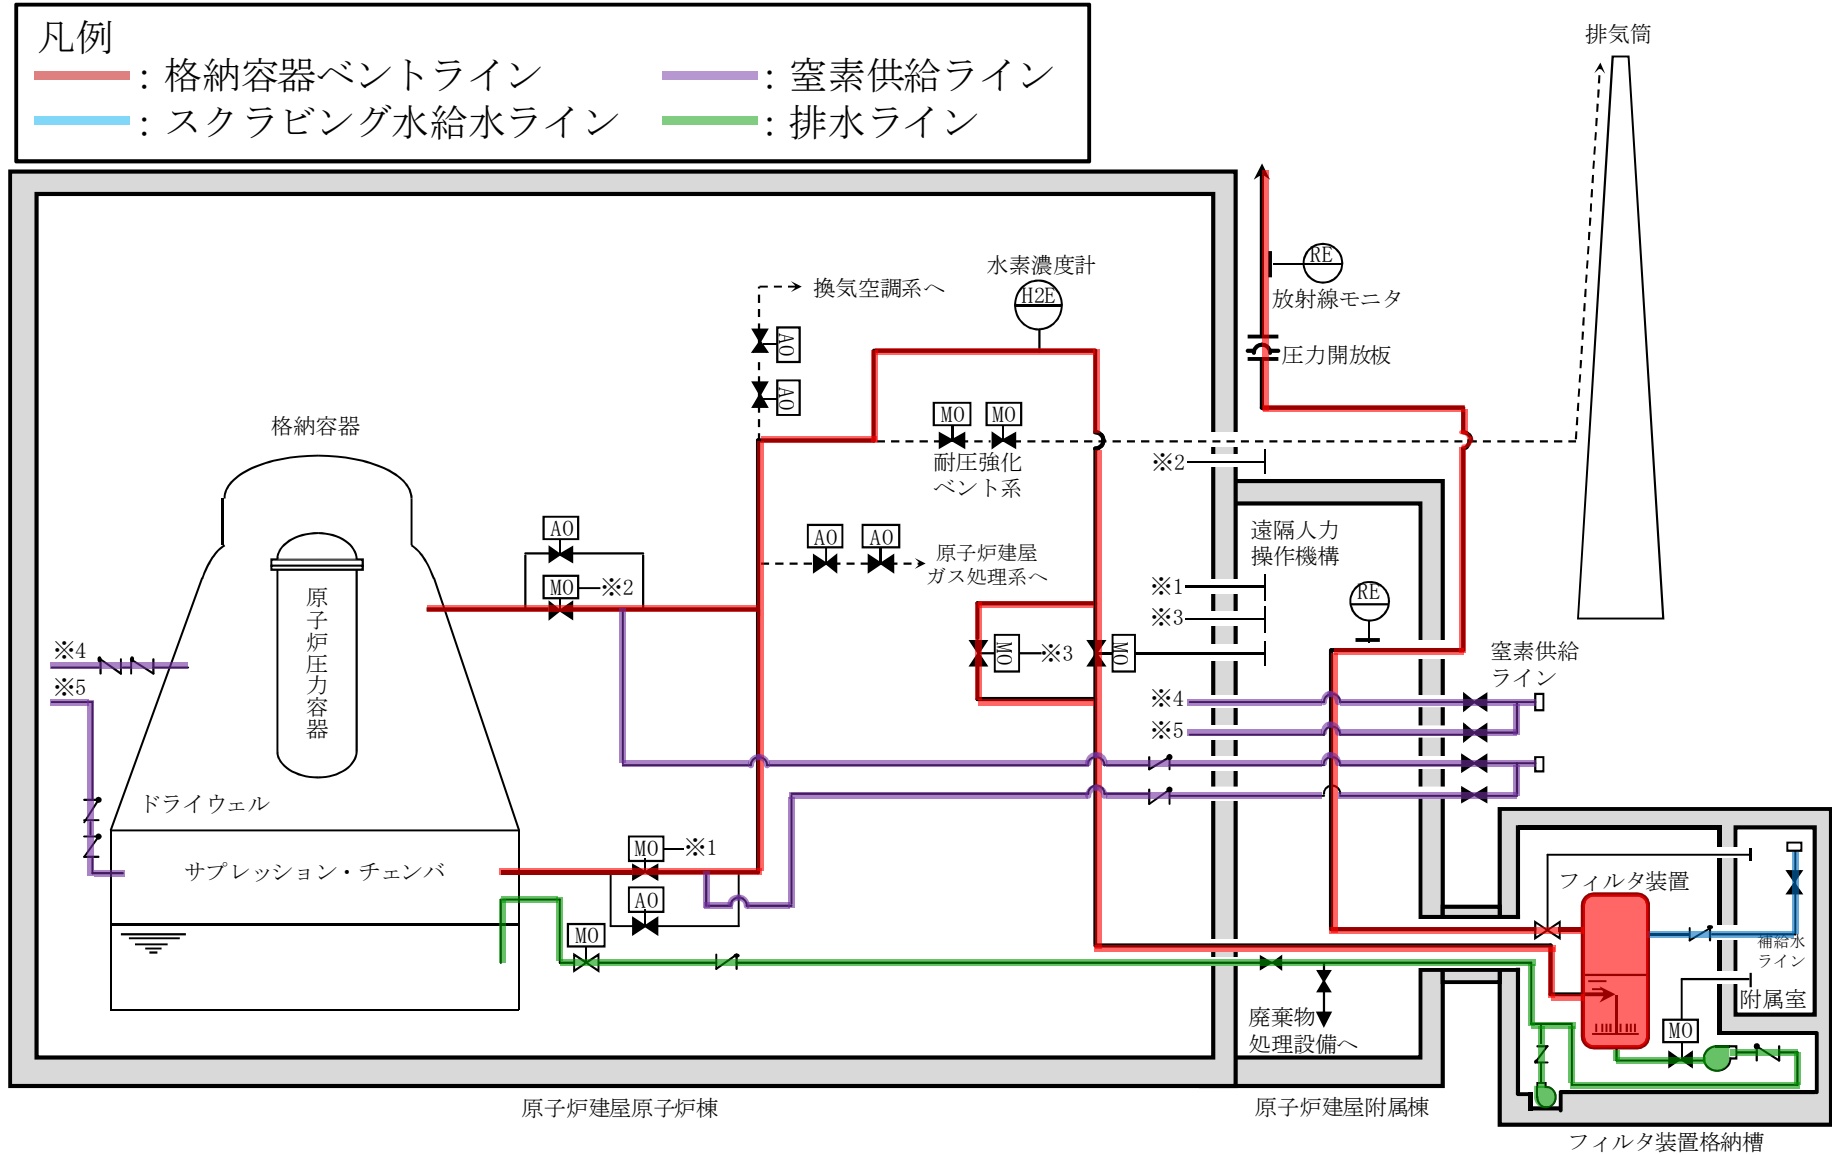 凡例
：格納容器ベントライン
：窒素供給ライン
：スクラビング水給水ライン
：排水ライン
排気筒
水素濃度計
H2E
換気空調系へ
AO
AO
RE
放射線モニタ
圧力開放板
格納容器
MO
MO
耐圧強化
ベント系
※2
AO
MO
※2
AO
AO
原子炉建屋
ガス処理系へ
遠隔人力
操作機構
※1
※3
RE
原子炉圧力容器
※4
※5
MO
※3
MO
※4
※5
窒素供給
ライン
ドライウェル
サプレッション・チェンバ
MO
※1
AO
MO
フィルタ装置
補給水
ライン
附属室
MO
廃棄物
処理設備へ
原子炉建屋原子炉棟
原子炉建屋附属棟
フィルタ装置格納槽